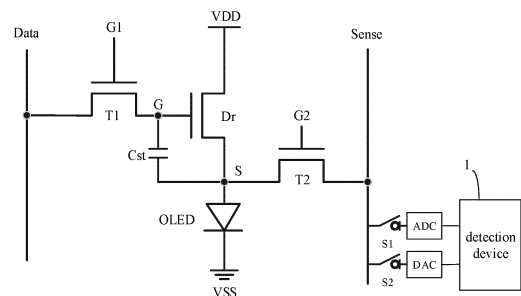 Data
G1
VDD
Sense
G
T1
Dr
G2
Cst
S
T2
1
OLED
S1
ADC
detection
device
S2
DAC
VSS